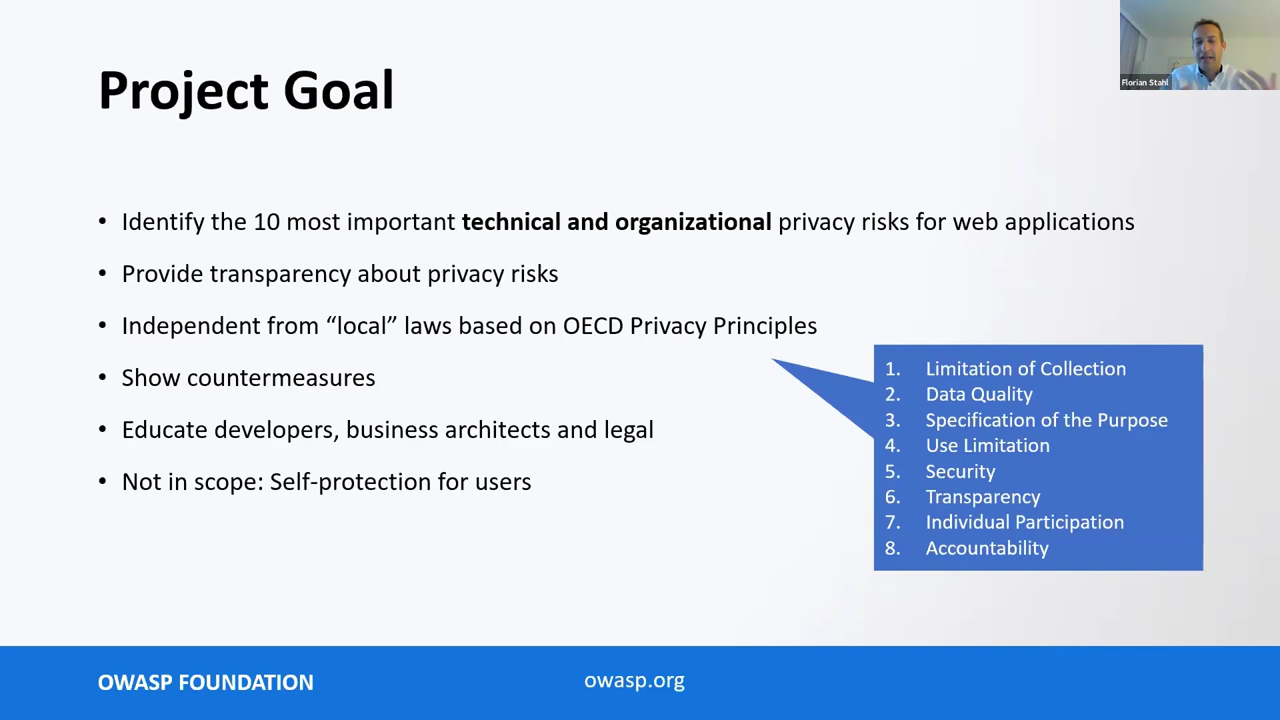 Florian Stahl
Project Goal
• Identify the 10 most important technical and organizational privacy risks for web applications
• Provide transparency about privacy risks
• Independent from “local” laws based on OECD Privacy Principles
• Show countermeasures
• Educate developers, business architects and legal
• Not in scope: Self-protection for users
1. Limitation of Collection
2. Data Quality
3. Specification of the Purpose
4. Use Limitation
5. Security
6. Transparency
7. Individual Participation
8. Accountability
OWASP FOUNDATION
owasp.org